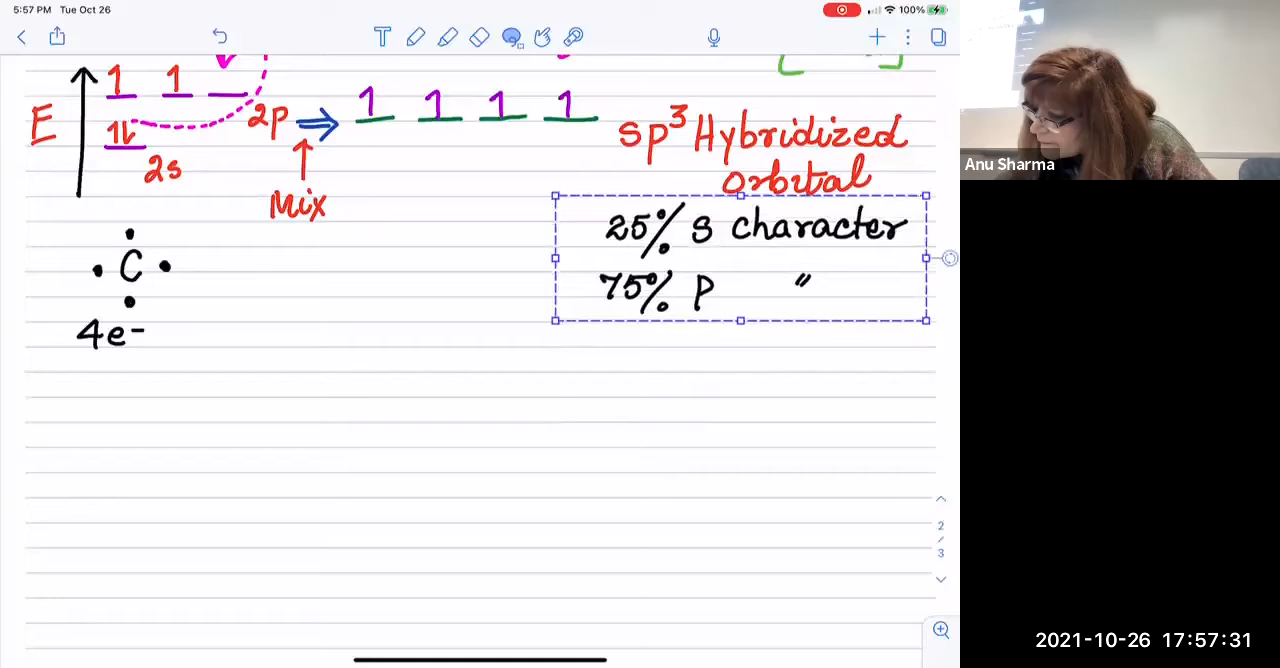 5:57 PM Tue Oct 26
100%
E
1 1
1 1 1 1
2p ⇒
1l
2s
Mix
sp³ Hybridized
Orbital
25% s character
75% p "
C
4e-
2
3
Anu Sharma
2021-10-26 17:57:31